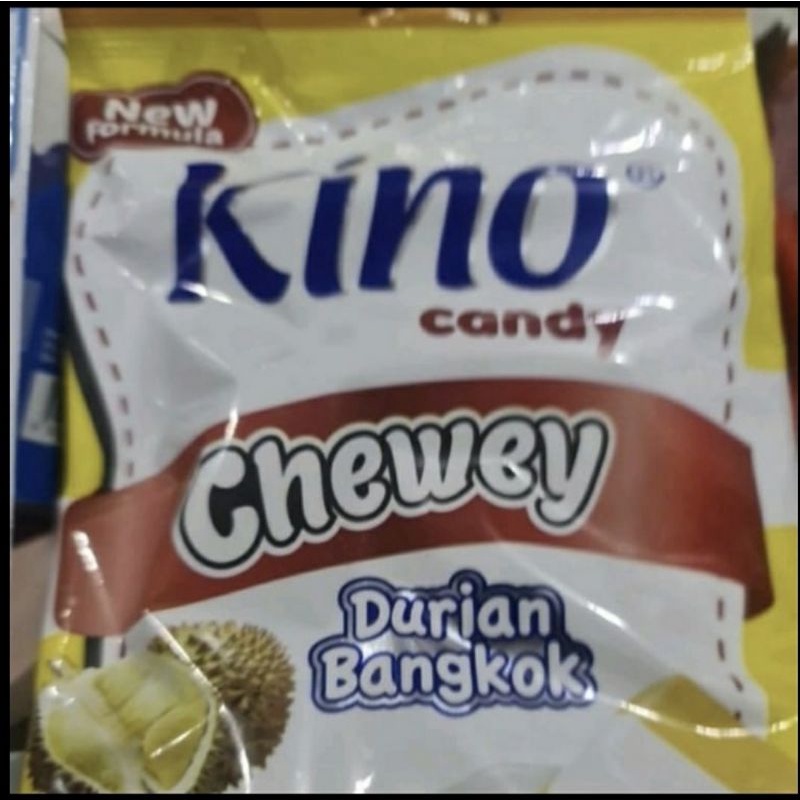 New
Formula
Kino
candy
Chewey
Durian
Bangkok